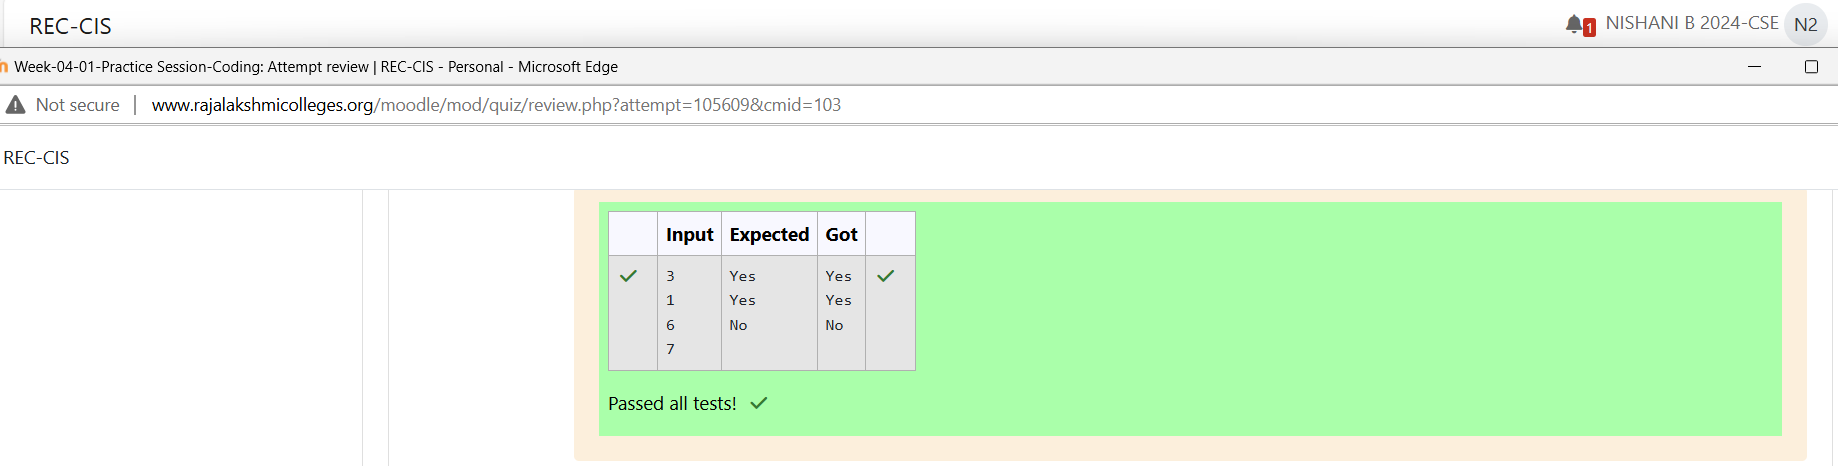 REC-CIS
1 NISHANI B 2024-CSE N2
Week-04-01-Practice Session-Coding: Attempt review | REC-CIS - Personal - Microsoft Edge
Not secure | www.rajalakshmicolleges.org/moodle/mod/quiz/review.php?attempt=105609&cmid=103
REC-CIS
Input Expected Got
3 Yes Yes
1 Yes Yes
6 No No
7
Passed all tests!